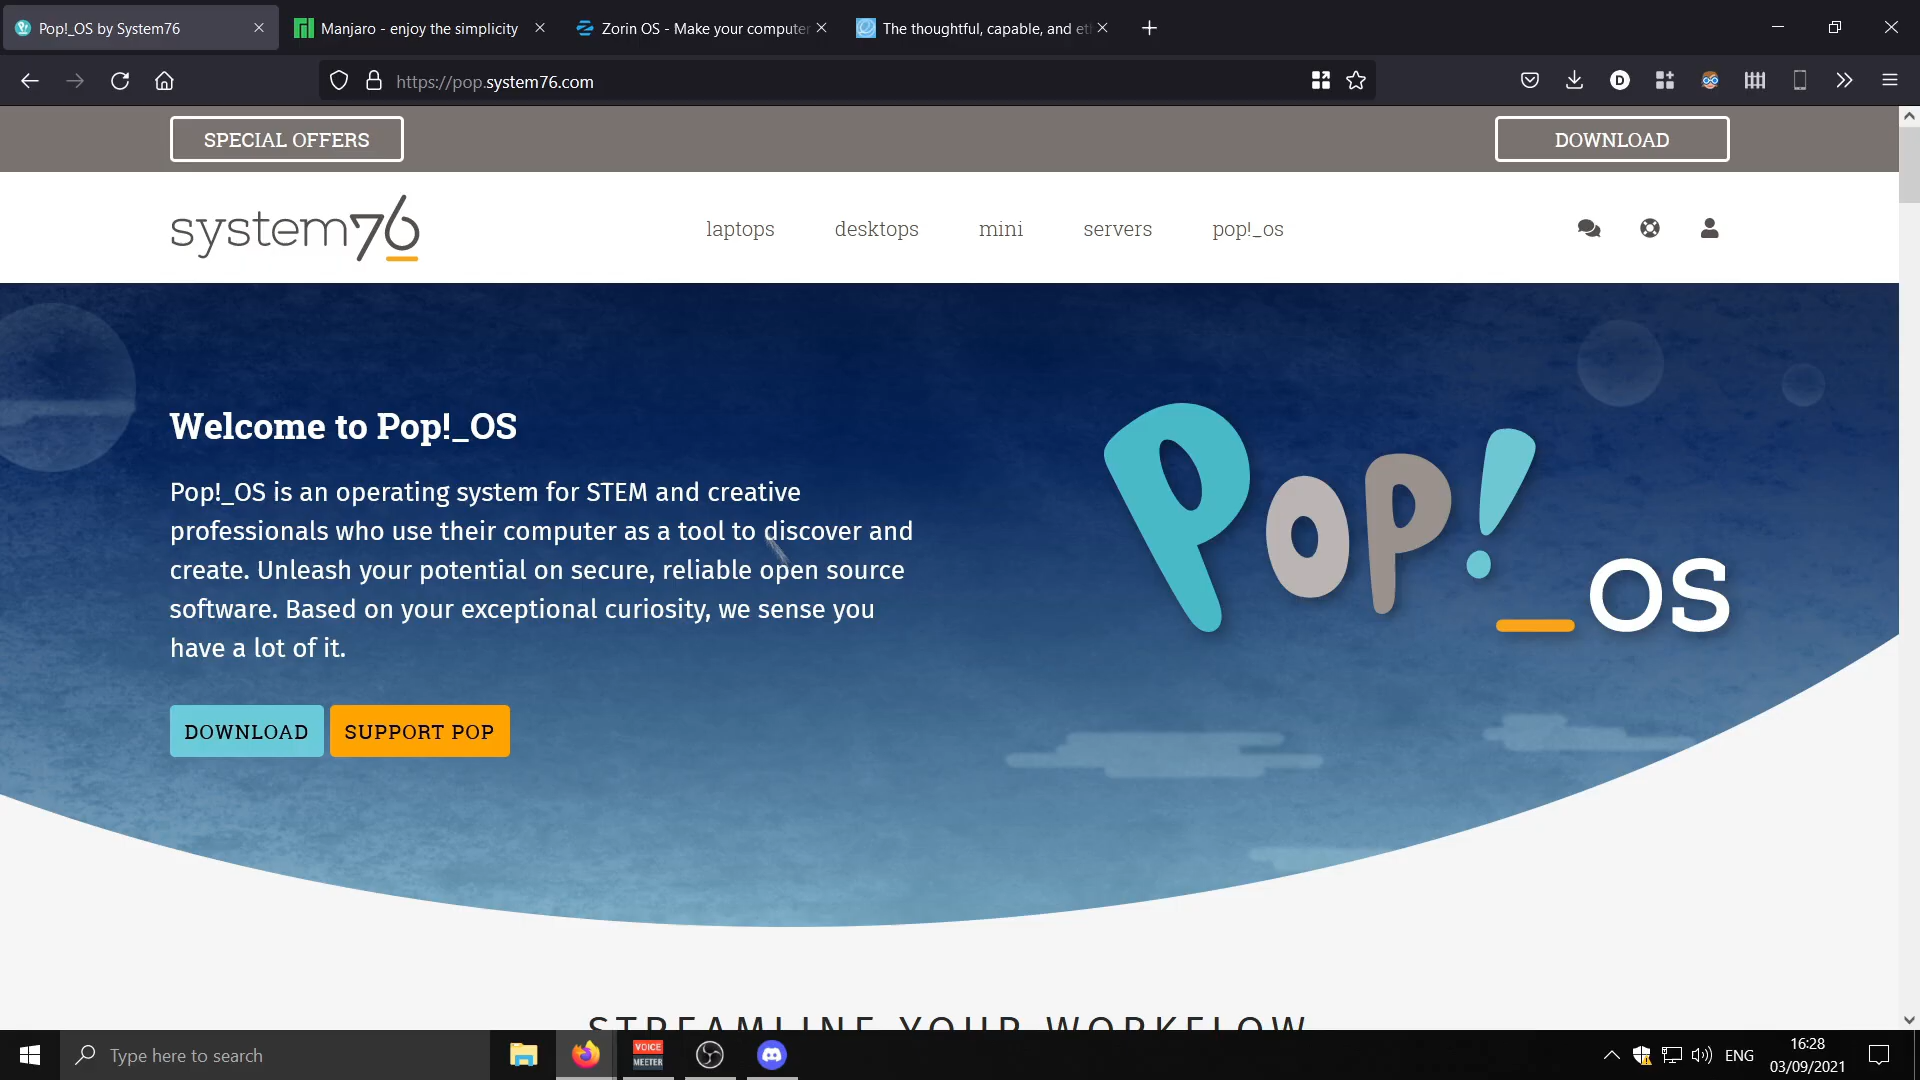 Pop!_OS by System76
Manjaro - enjoy the simplicity
Zorin OS - Make your computer
The thoughtful, capable, and et
https://pop.system76.com
D
SPECIAL OFFERS
DOWNLOAD
system76
laptops
desktops
mini
servers
pop!_os
Welcome to Pop!_OS
Pop!_OS is an operating system for STEM and creative
professionals who use their computer as a tool to discover and
create. Unleash your potential on secure, reliable open source
software. Based on your exceptional curiosity, we sense you
have a lot of it.
DOWNLOAD
SUPPORT POP
Pop!_OS
STREAMLINE YOUR WORKFLOW
Type here to search
VOICE
MEETER
ENG
16:28
03/09/2021